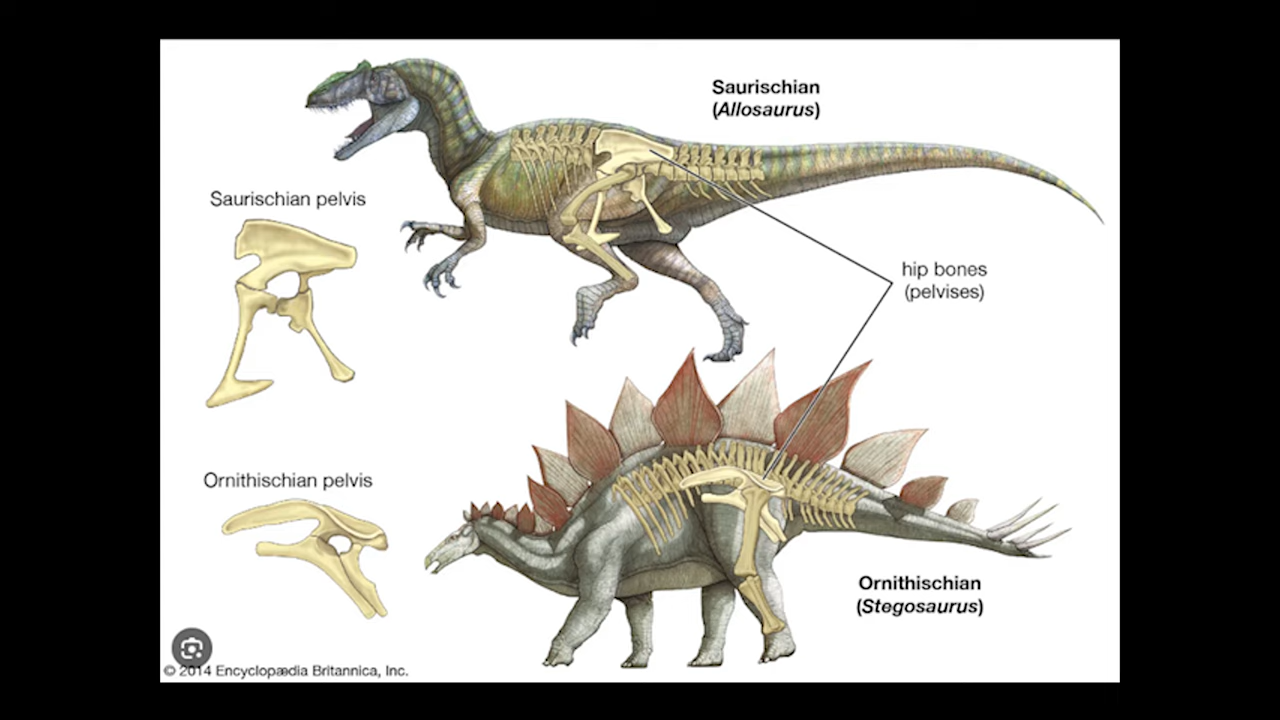 Saurischian
(Allosaurus)
Saurischian pelvis
hip bones
(pelvises)
Ornithischian pelvis
Ornithischian
(Stegosaurus)
© 2014 Encyclopædia Britannica, Inc.